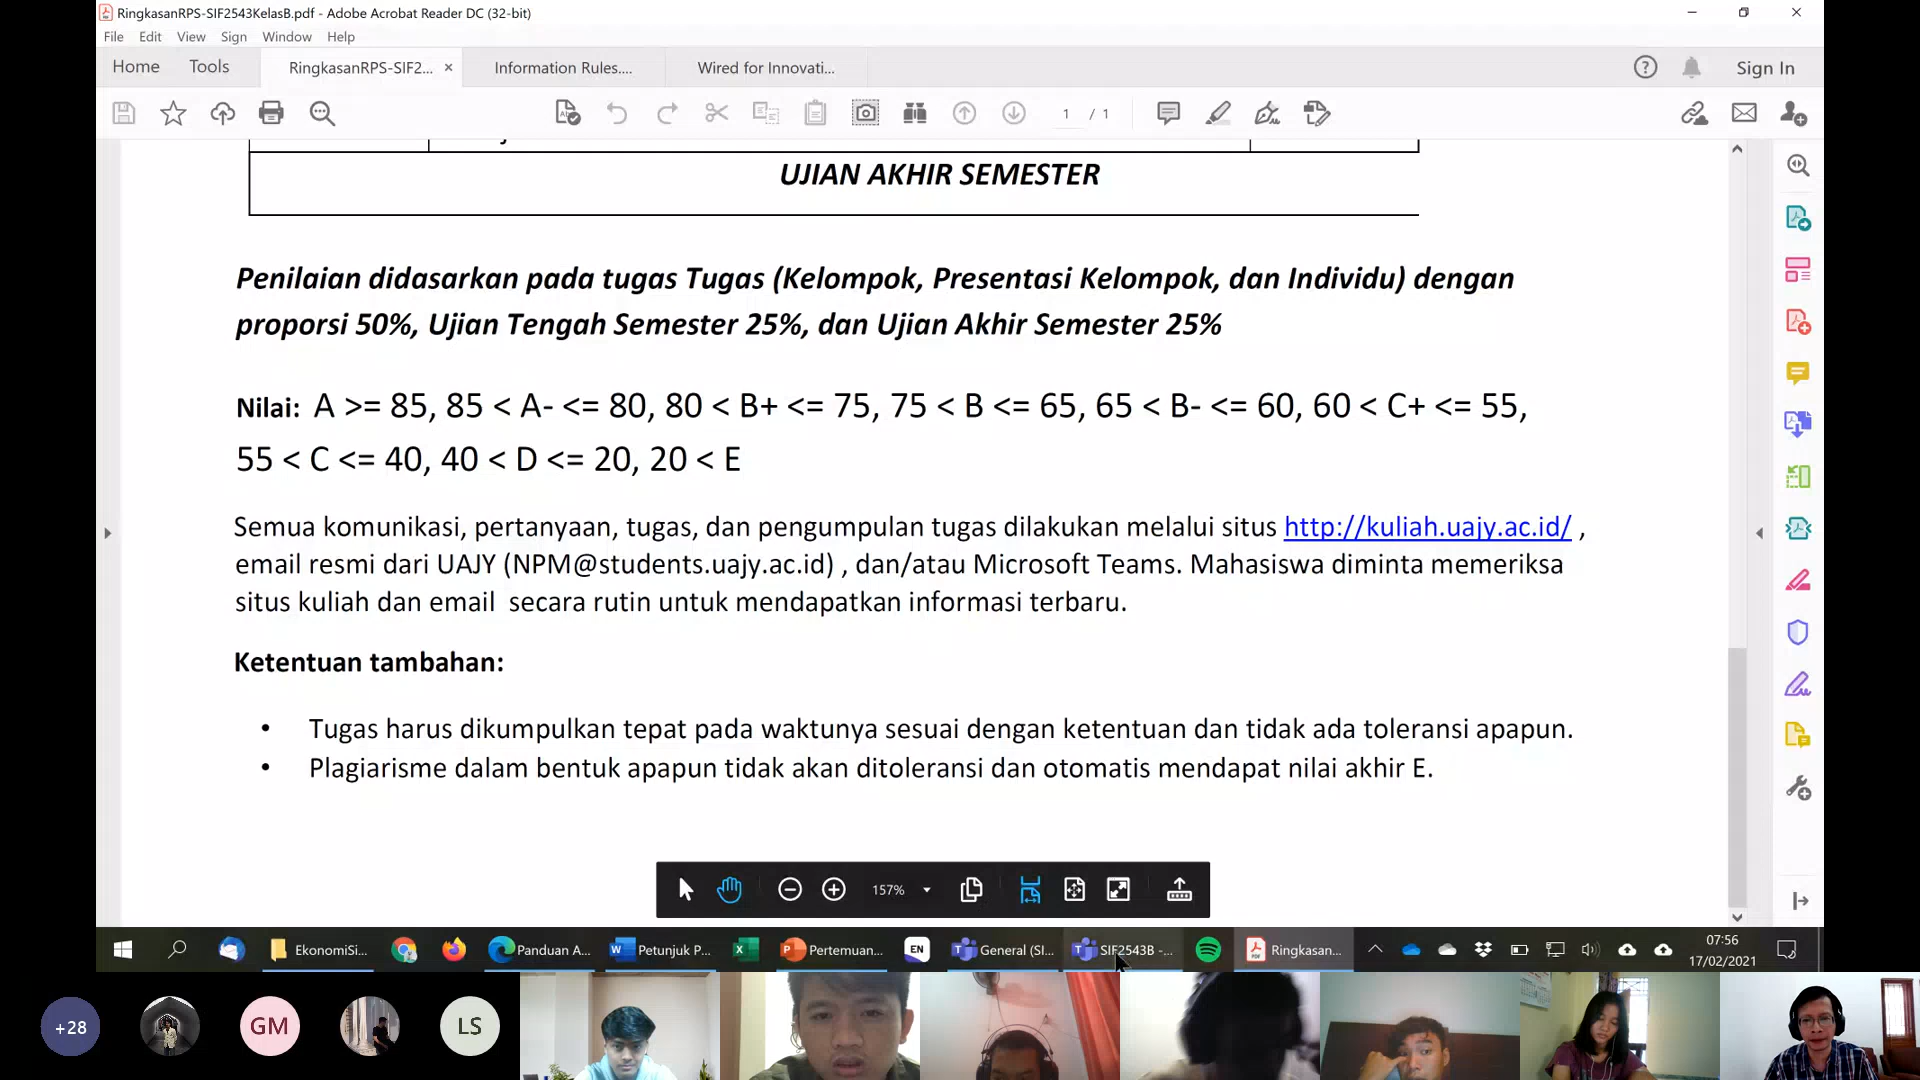 RingkasanRPS-SIF2543KelasB.pdf - Adobe Acrobat Reader DC (32-bit)
File Edit View Sign Window Help
Home Tools RingkasanRPS-SIF2... × Information Rules.... Wired for Innovati... Sign In
1 / 1
UJIAN AKHIR SEMESTER
Penilaian didasarkan pada tugas Tugas (Kelompok, Presentasi Kelompok, dan Individu) dengan
proporsi 50%, Ujian Tengah Semester 25%, dan Ujian Akhir Semester 25%
Nilai: A >= 85, 85 < A- <= 80, 80 < B+ <= 75, 75 < B <= 65, 65 < B- <= 60, 60 < C+ <= 55,
55 < C <= 40, 40 < D <= 20, 20 < E
Semua komunikasi, pertanyaan, tugas, dan pengumpulan tugas dilakukan melalui situs http://kuliah.uajy.ac.id/ ,
email resmi dari UAJY (NPM@students.uajy.ac.id) , dan/atau Microsoft Teams. Mahasiswa diminta memeriksa
situs kuliah dan email secara rutin untuk mendapatkan informasi terbaru.
Ketentuan tambahan:
• Tugas harus dikumpulkan tepat pada waktunya sesuai dengan ketentuan dan tidak ada toleransi apapun.
• Plagiarisme dalam bentuk apapun tidak akan ditoleransi dan otomatis mendapat nilai akhir E.
157%
EkonomiSi... Panduan A... Petunjuk P... Pertemuan... EN General (SI... SIF2543B -... Ringkasan... 07:56
17/02/2021
+28 GM LS